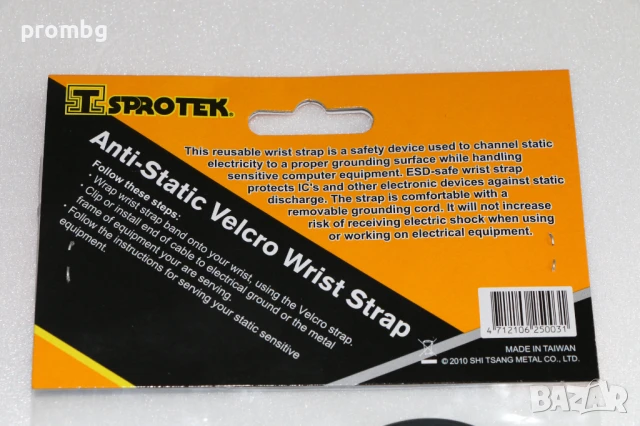 prombg
SPROTEK®
Anti-Static Velcro Wrist Strap
Follow these steps:
• Wrap wrist strap band onto your wrist, using the Velcro strap.
• Clip or install end of cable to electrical ground or the metal
frame of equipment your are serving.
• Follow the instructions for serving your static sensitive
equipment.
This reusable wrist strap is a safety device used to channel static
electricity to a proper grounding surface while handling
sensitive computer equipment. ESD-safe wrist strap
protects IC's and other electronic devices against static
discharge. The strap is comfortable with a
removable grounding cord. It will not increase
risk of receiving electric shock when using
or working on electrical equipment.
4 712106 250031
MADE IN TAIWAN
© 2010 SHI TSANG METAL CO., LTD.
BAZAR